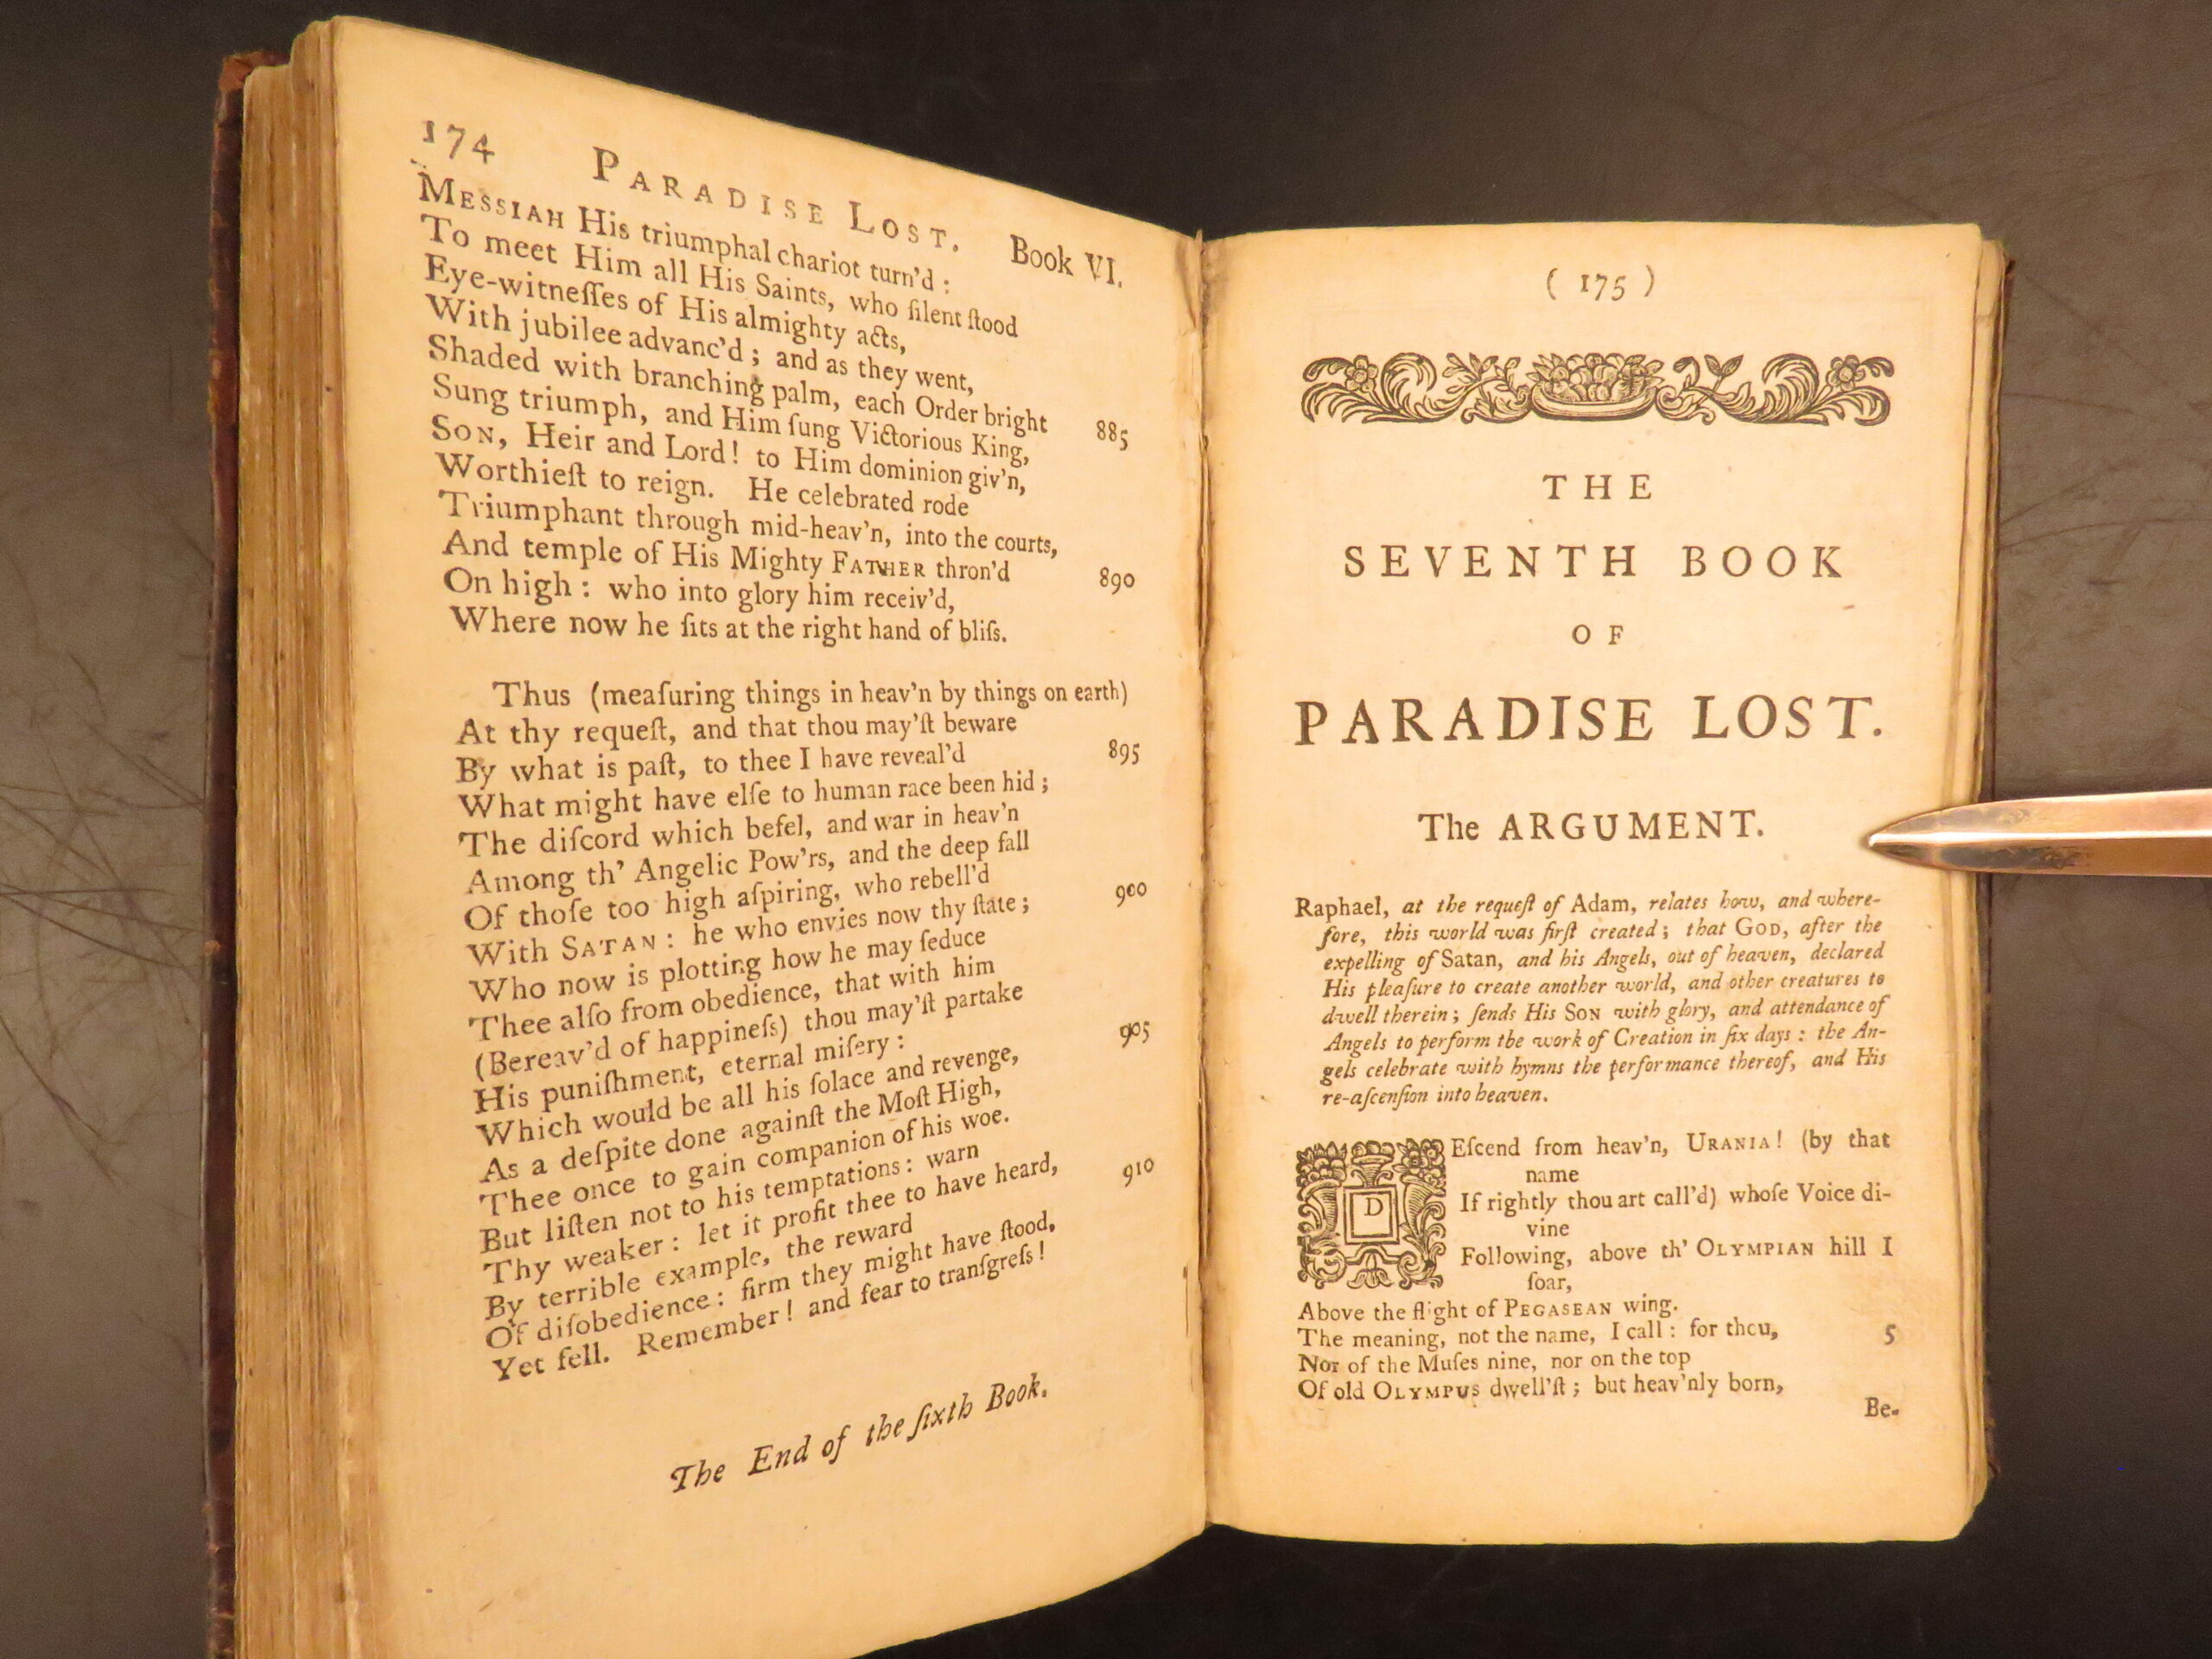 174 PARADISE LOST. Book VI.
MESSIAH His triumphal chariot turn'd :
To meet Him all His Saints, who ſilent ſtood
Eye-witneſſes of His almighty acts,
With jubilee advanc'd ; and as they went,
Shaded with branching palm, each Order bright 885
Sung triumph, and Him ſung Victorious King,
SON, Heir and Lord! to Him dominion giv'n,
Worthieſt to reign. He celebrated rode
Triumphant through mid-heav'n, into the courts,
And temple of His Mighty FATHER thron'd 890
On high : who into glory him receiv'd,
Where now he ſits at the right hand of bliſs.
Thus (meaſuring things in heav'n by things on earth)
At thy requeſt, and that thou may'ſt beware
By what is paſt, to thee I have reveal'd 895
What might have elſe to human race been hid ;
The diſcord which befel, and war in heav'n
Among th' Angelic Pow'rs, and the deep fall
Of thoſe too high aſpiring, who rebell'd
With SATAN : he who envies now thy ſtate ; 900
Who now is plotting how he may ſeduce
Thee alſo from obedience, that with him
(Bereav'd of happineſs) thou may'ſt partake
His puniſhment, eternal miſery :
Which would be all his ſolace and revenge, 905
As a deſpite done againſt the Moſt High,
Thee once to gain companion of his woe.
But liſten not to his temptations : warn
Thy weaker : let it profit thee to have heard,
By terrible example, the reward 910
Of diſobedience : firm they might have ſtood,
Yet fell. Remember ! and fear to tranſgreſs !
The End of the ſixth Book.
( 175 )
THE
SEVENTH BOOK
OF
PARADISE LOST.
The ARGUMENT.
Raphael, at the requeſt of Adam, relates how, and where-
fore, this world was firſt created ; that GOD, after the
expelling of Satan, and his Angels, out of heaven, declared
His pleaſure to create another world, and other creatures to
dwell therein ; ſends His SON with glory, and attendance of
Angels to perform the work of Creation in ſix days : the An-
gels celebrate with hymns the performance thereof, and His
re-aſcenſion into heaven.
DEſcend from heav'n, URANIA ! (by that
name
If rightly thou art call'd) whoſe Voice di-
vine
Following, above th' OLYMPIAN hill I
ſoar,
Above the flight of PEGASEAN wing.
The meaning, not the name, I call : for thou, 5
Nor of the Muſes nine, nor on the top
Of old OLYMPUS dwell'ſt ; but heav'nly born,
Be-